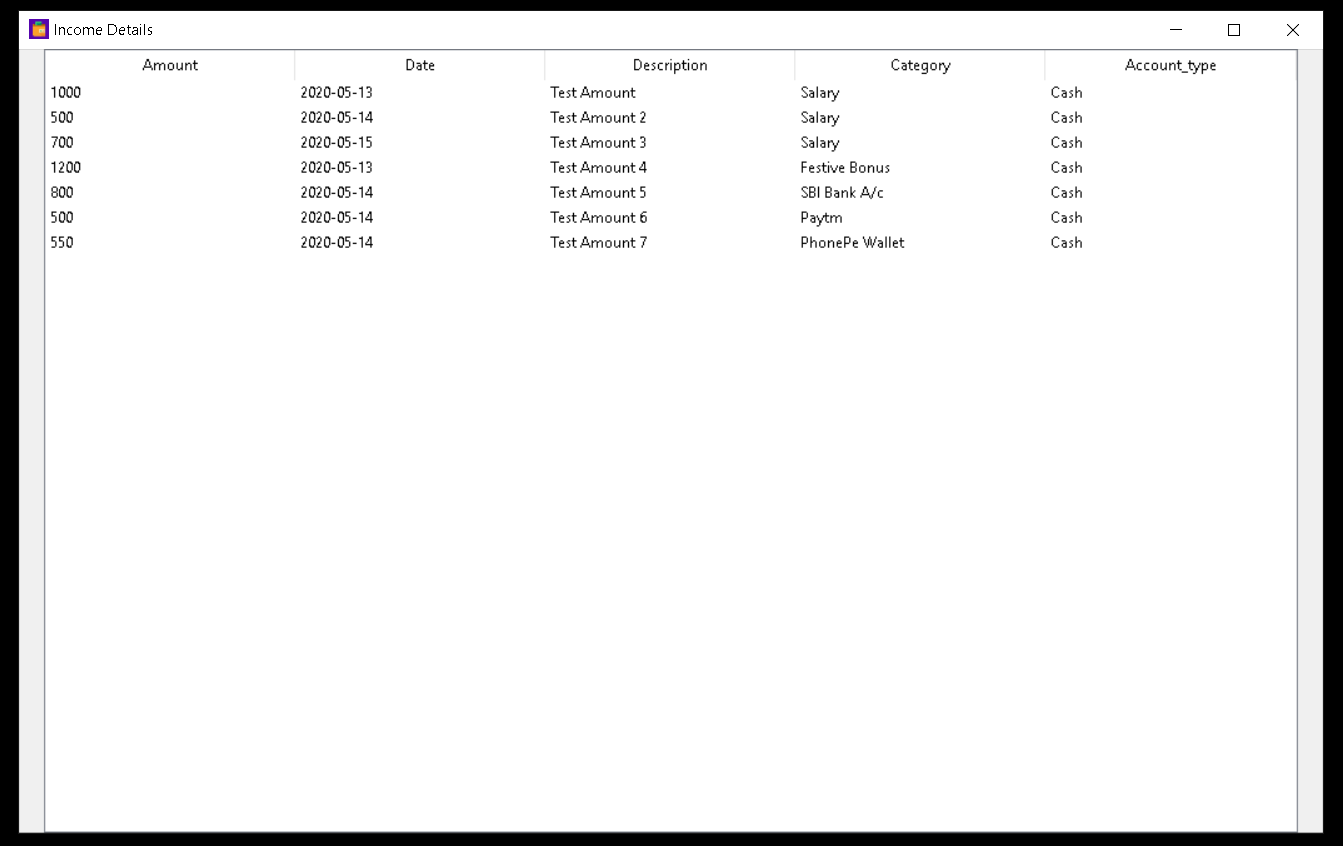 Income Details
Amount Date Description Category Account_type
1000 2020-05-13 Test Amount Salary Cash
500 2020-05-14 Test Amount 2 Salary Cash
700 2020-05-15 Test Amount 3 Salary Cash
1200 2020-05-13 Test Amount 4 Festive Bonus Cash
800 2020-05-14 Test Amount 5 SBI Bank A/c Cash
500 2020-05-14 Test Amount 6 Paytm Cash
550 2020-05-14 Test Amount 7 PhonePe Wallet Cash